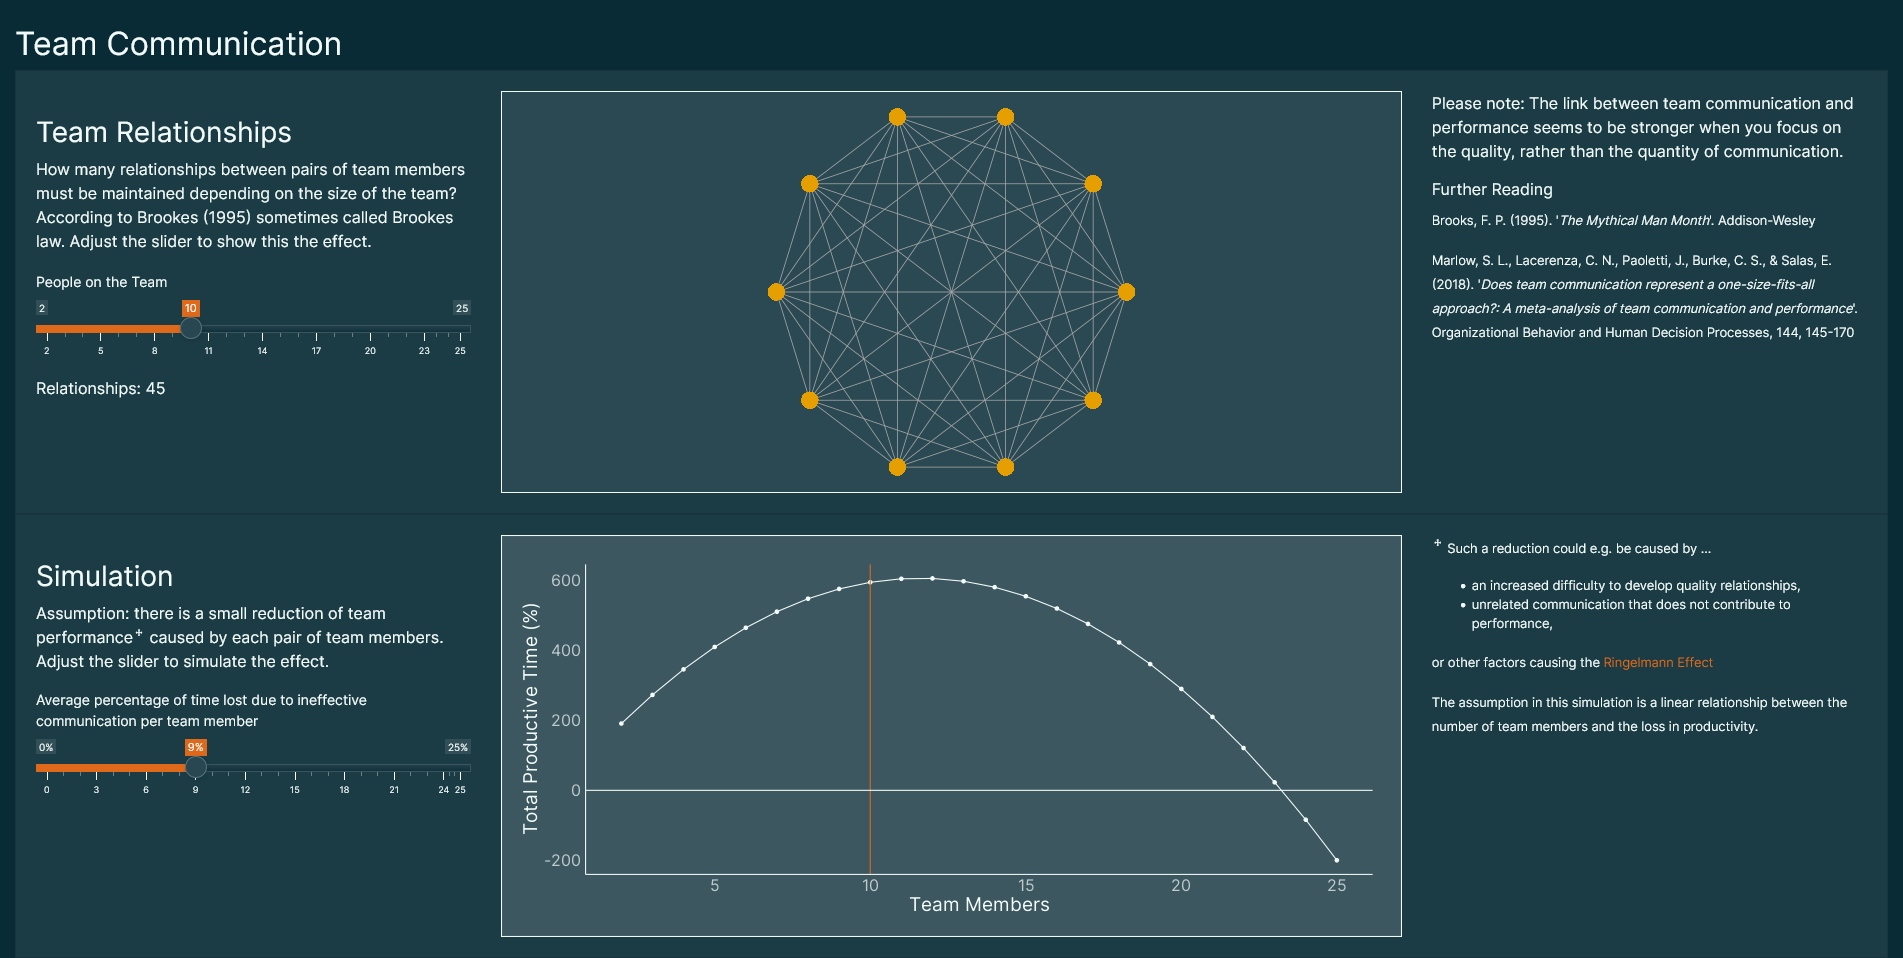 Team Communication
Team Relationships
How many relationships between pairs of team members
must be maintained depending on the size of the team?
According to Brookes (1995) sometimes called Brookes
law. Adjust the slider to show this the effect.
People on the Team
2 10 25
2 5 8 11 14 17 20 23 25
Relationships: 45
Please note: The link between team communication and
performance seems to be stronger when you focus on
the quality, rather than the quantity of communication.
Further Reading
Brooks, F. P. (1995). 'The Mythical Man Month'. Addison-Wesley
Marlow, S. L., Lacerenza, C. N., Paoletti, J., Burke, C. S., & Salas, E.
(2018). 'Does team communication represent a one-size-fits-all
approach?: A meta-analysis of team communication and performance'.
Organizational Behavior and Human Decision Processes, 144, 145-170
Simulation
Assumption: there is a small reduction of team
performance+ caused by each pair of team members.
Adjust the slider to simulate the effect.
Average percentage of time lost due to ineffective
communication per team member
0% 9% 25%
0 3 6 9 12 15 18 21 24 25
Total Productive Time (%)
600
400
200
0
-200
5 10 15 20 25
Team Members
+ Such a reduction could e.g. be caused by ...
• an increased difficulty to develop quality relationships,
• unrelated communication that does not contribute to
performance,
or other factors causing the Ringelmann Effect
The assumption in this simulation is a linear relationship between the
number of team members and the loss in productivity.